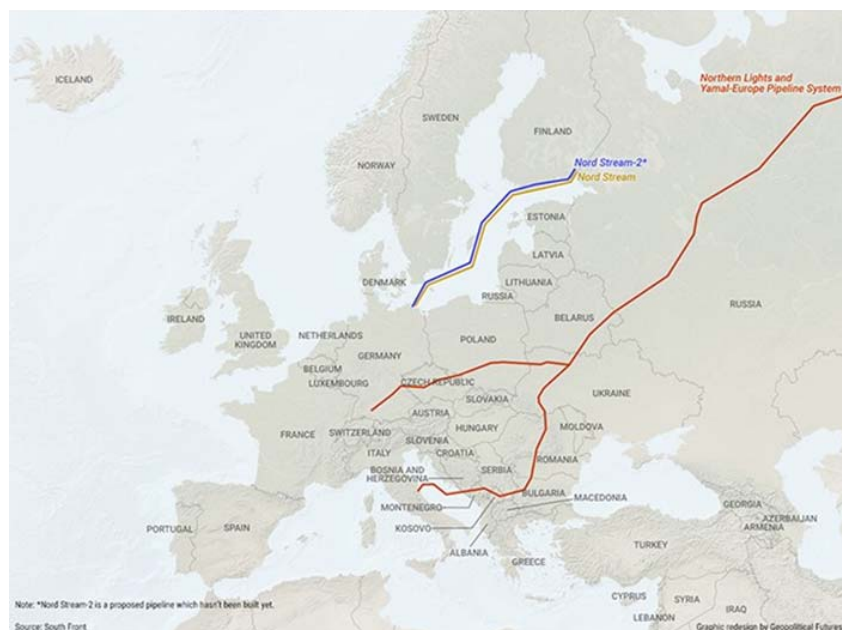 Northern Lights and
Yamal-Europe Pipeline System
ICELAND
SWEDEN
FINLAND
NORWAY
Nord Stream-2*
Nord Stream
ESTONIA
LATVIA
DENMARK
LITHUANIA
RUSSIA
RUSSIA
IRELAND
UNITED
KINGDOM
NETHERLANDS
BELARUS
POLAND
BELGIUM
GERMANY
LUXEMBOURG
CZECH REPUBLIC
UKRAINE
SLOVAKIA
AUSTRIA
FRANCE
SWITZERLAND
HUNGARY
MOLDOVA
SLOVENIA
ITALY
CROATIA
ROMANIA
BOSNIA AND
HERZEGOVINA
SERBIA
BULGARIA
MACEDONIA
MONTENEGRO
GEORGIA
PORTUGAL
SPAIN
KOSOVO
AZERBAIJAN
ARMENIA
ALBANIA
TURKEY
GREECE
CYPRUS
SYRIA
IRAQ
LEBANON
Note: *Nord Stream-2 is a proposed pipeline which hasn't been built yet.
Source: South Front
Graphic redesign by Geopolitical Futures